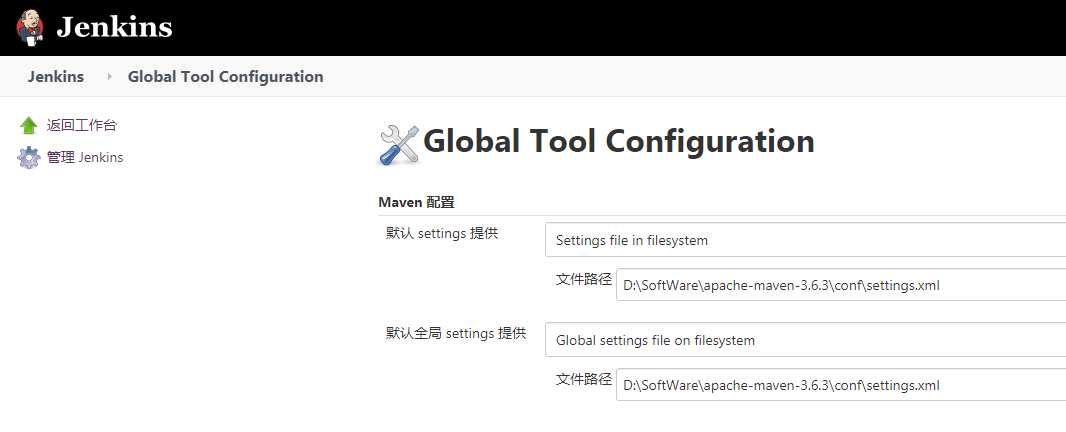 Jenkins
Jenkins Global Tool Configuration
返回工作台
管理 Jenkins
Global Tool Configuration
Maven 配置
默认 settings 提供
Settings file in filesystem
文件路径 D:\SoftWare\apache-maven-3.6.3\conf\settings.xml
默认全局 settings 提供
Global settings file on filesystem
文件路径 D:\SoftWare\apache-maven-3.6.3\conf\settings.xml